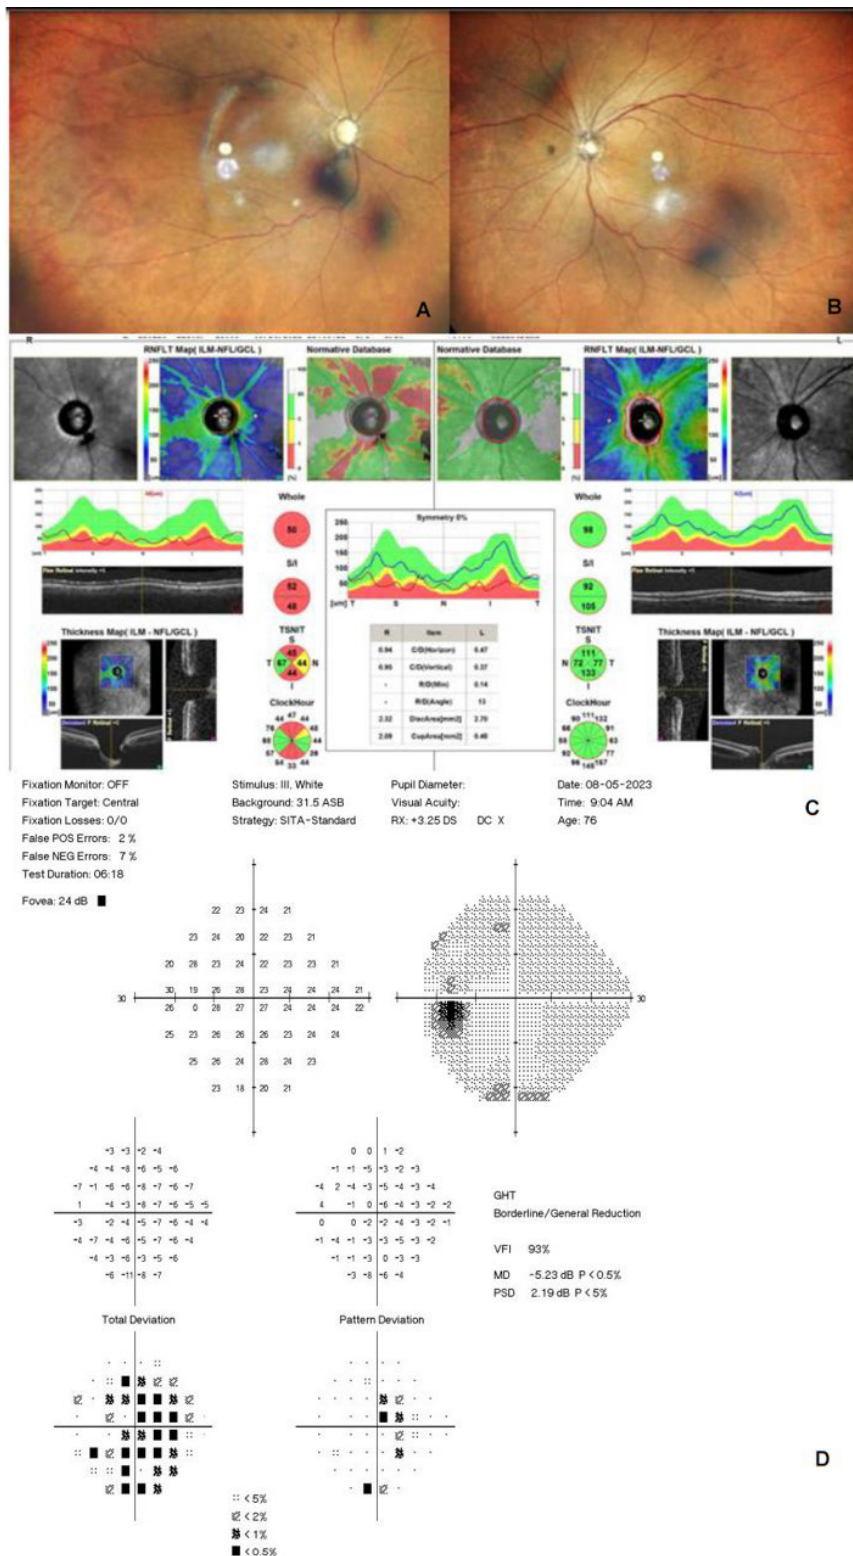 A
B
R
L
RNFLT Map( ILM-NFL/GCL )
Normative Database
Normative Database
RNFLT Map( ILM-NFL/GCL )
Whole
50
S/I
52
48
TSNIT
S
45
T 67 44 N
44
I
ClockHour
Symmetry 0%
T S N I T
R Item L
0.94 C/D(Horizon) 0.47
0.95 C/D(Vertical) 0.37
- R/D(Min) 0.14
- R/D(Angle) 13
2.32 DiscArea[mm2] 2.70
2.09 CupArea[mm2]
Whole
98
S/I
92
105
TSNIT
S
111
N 72 77 T
133
I
ClockHour
Thickness Map( ILM - NFL/GCL )
Thickness Map( ILM - NFL/GCL )
C
Fixation Monitor: OFF
Fixation Target: Central
Fixation Losses: 0/0
False POS Errors: 2 %
False NEG Errors: 7 %
Test Duration: 06:18
Fovea: 24 dB
Stimulus: III, White
Background: 31.5 ASB
Strategy: SITA-Standard
Pupil Diameter:
Visual Acuity:
RX: +3.25 DS DC X
Date: 08-05-2023
Time: 9:04 AM
Age: 76
22 23 24 21
23 24 20 22 23 21
20 28 23 24 22 23 23 21
30 19 26 28 23 24 24 24 21
30
26 0 28 27 27 24 24 24 22
25 23 23 26 26 23 24 24
25 26 24 28 24 23
23 18 20 21
30
-3 -3 -2 -4
-4 -4 -8 -6 -5 -6
-7 -1 -6 -6 -8 -7 -6 -7
1 -4 -3 -8 -7 -6 -5 -5
-3 -2 -4 -5 -7 -6 -4 -4
-4 -7 -4 -6 -5 -7 -4 -4
-4 -3 -6 -3 -6 -6
-6 -11 -8 -7
Total Deviation
0 0 1 -2
-1 -1 -5 -3 -2 -3
-4 2 -4 -3 -5 -4 -3 -4
4 -1 0 -6 -4 -3 -2 -2
0 0 -2 -2 -4 -3 -2 -1
-1 -4 -1 -3 -3 -5 -2 -2
-1 -1 -3 0 -3 -3
-3 -8 -6 -4
Pattern Deviation
GHT
Borderline/General Reduction
VFI 93%
MD -5.23 dB P < 0.5%
PSD 2.19 dB P < 5%
< 5%
< 2%
< 1%
< 0.5%
D